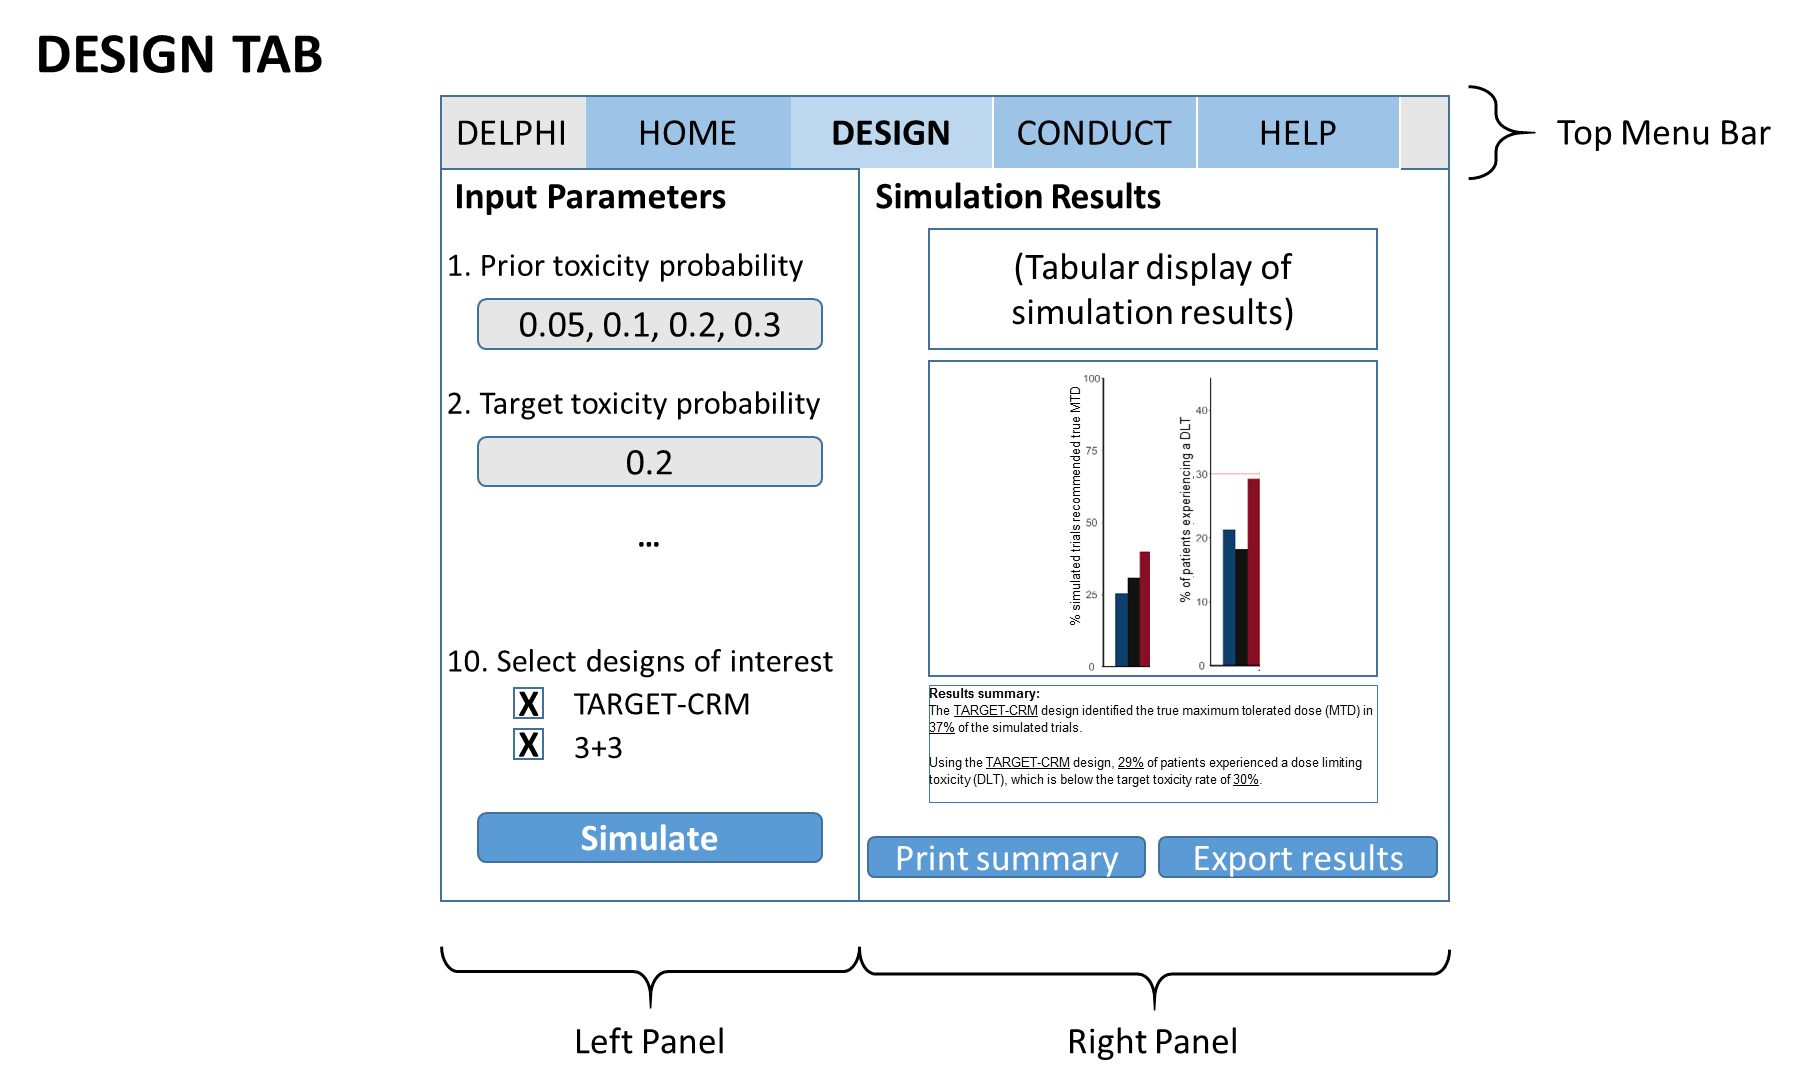 DESIGN TAB
DELPHI HOME DESIGN CONDUCT HELP
Top Menu Bar
Input Parameters
1. Prior toxicity probability
0.05, 0.1, 0.2, 0.3
2. Target toxicity probability
0.2
...
10. Select designs of interest
X TARGET-CRM
X 3+3
Simulate
Simulation Results
(Tabular display of
simulation results)
% simulated trials recommended true MTD
100
75
50
25
0
% of patients experiencing a DLT
40
30
20
10
0
Results summary:
The TARGET-CRM design identified the true maximum tolerated dose (MTD) in
37% of the simulated trials.
Using the TARGET-CRM design, 29% of patients experienced a dose limiting
toxicity (DLT), which is below the target toxicity rate of 30%.
Print summary Export results
Left Panel
Right Panel